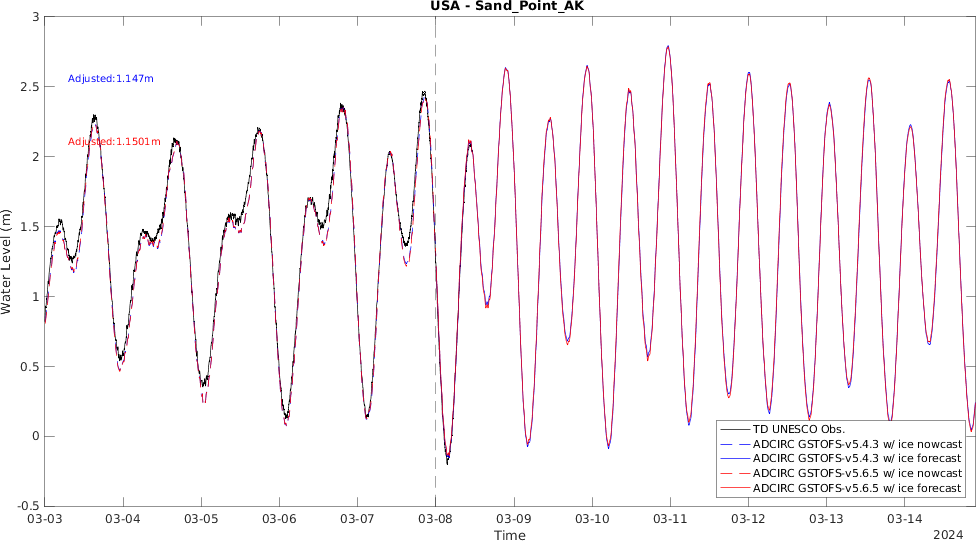 USA - Sand_Point_AK
3
2.5
2
1.5
1
0.5
0
-0.5
Water Level (m)
Adjusted:1.147m
Adjusted:1.1501m
TD UNESCO Obs.
ADCIRC GSTOFS-v5.4.3 w/ ice nowcast
ADCIRC GSTOFS-v5.4.3 w/ ice forecast
ADCIRC GSTOFS-v5.6.5 w/ ice nowcast
ADCIRC GSTOFS-v5.6.5 w/ ice forecast
03-03 03-04 03-05 03-06 03-07 03-08 03-09 03-10 03-11 03-12 03-13 03-14
Time
2024